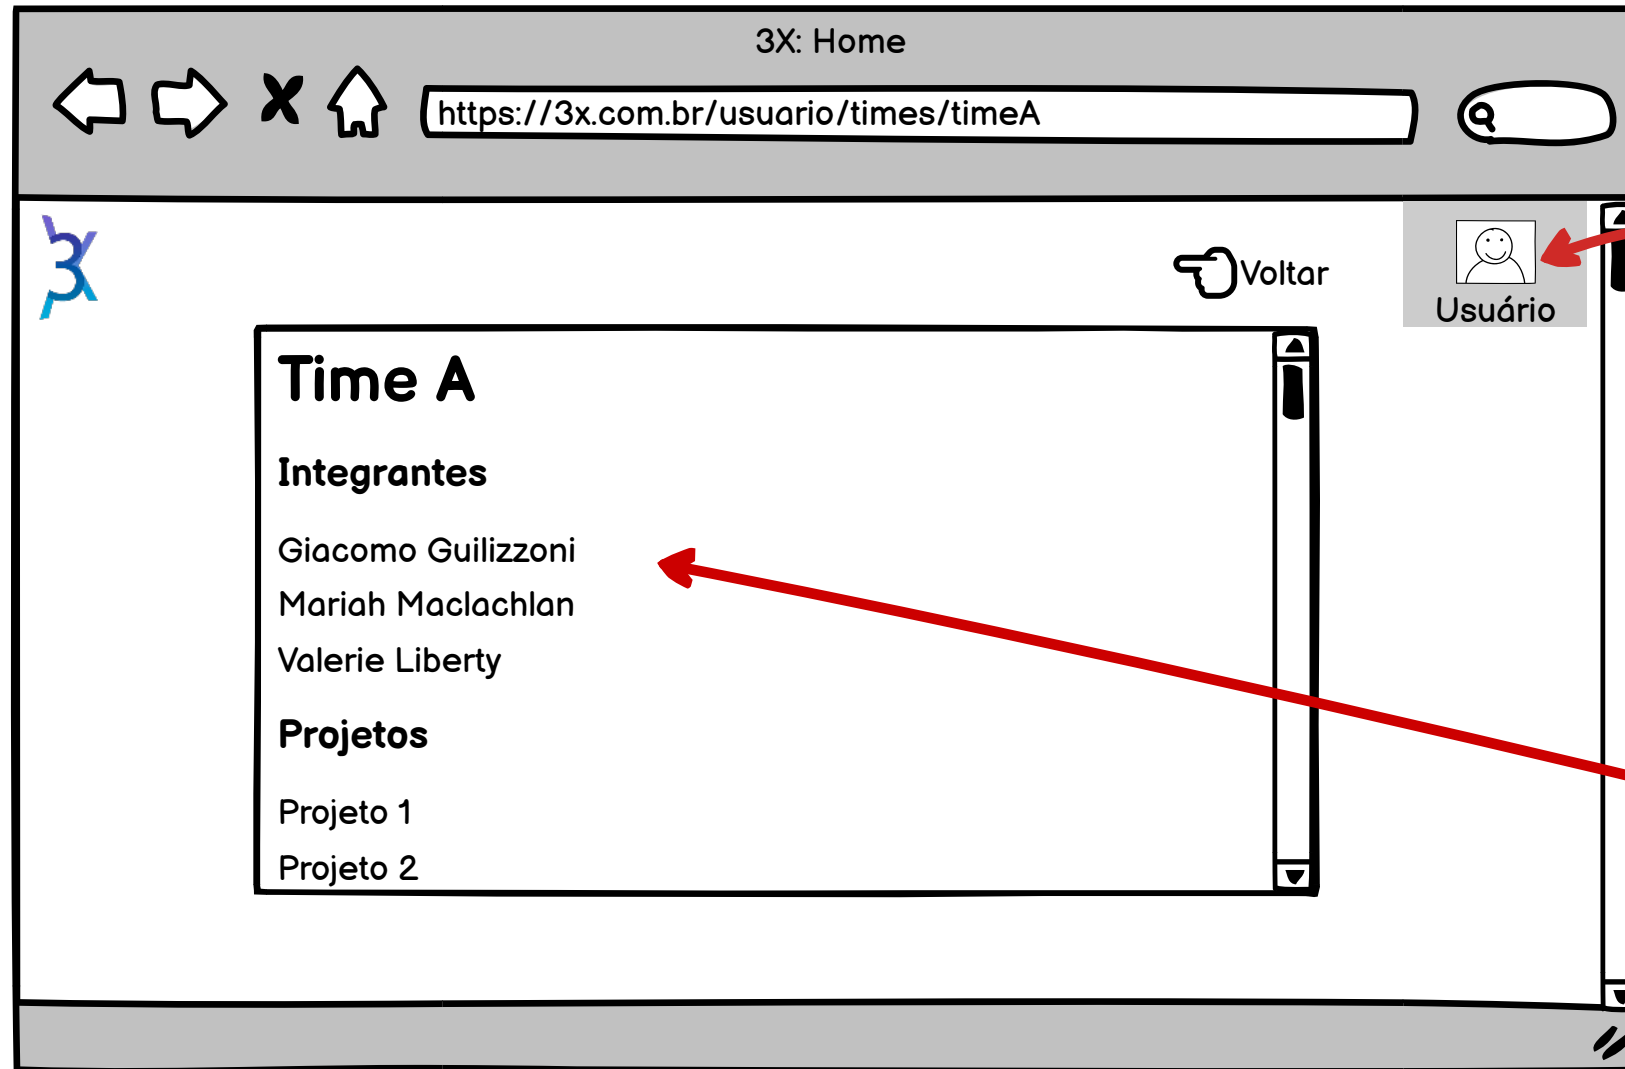 3X: Home
https://3x.com.br/usuario/times/timeA
3X
Voltar
Usuário
Time A
Integrantes
Giacomo Guilizzoni
Mariah Maclachlan
Valerie Liberty
Projetos
Projeto 1
Projeto 2